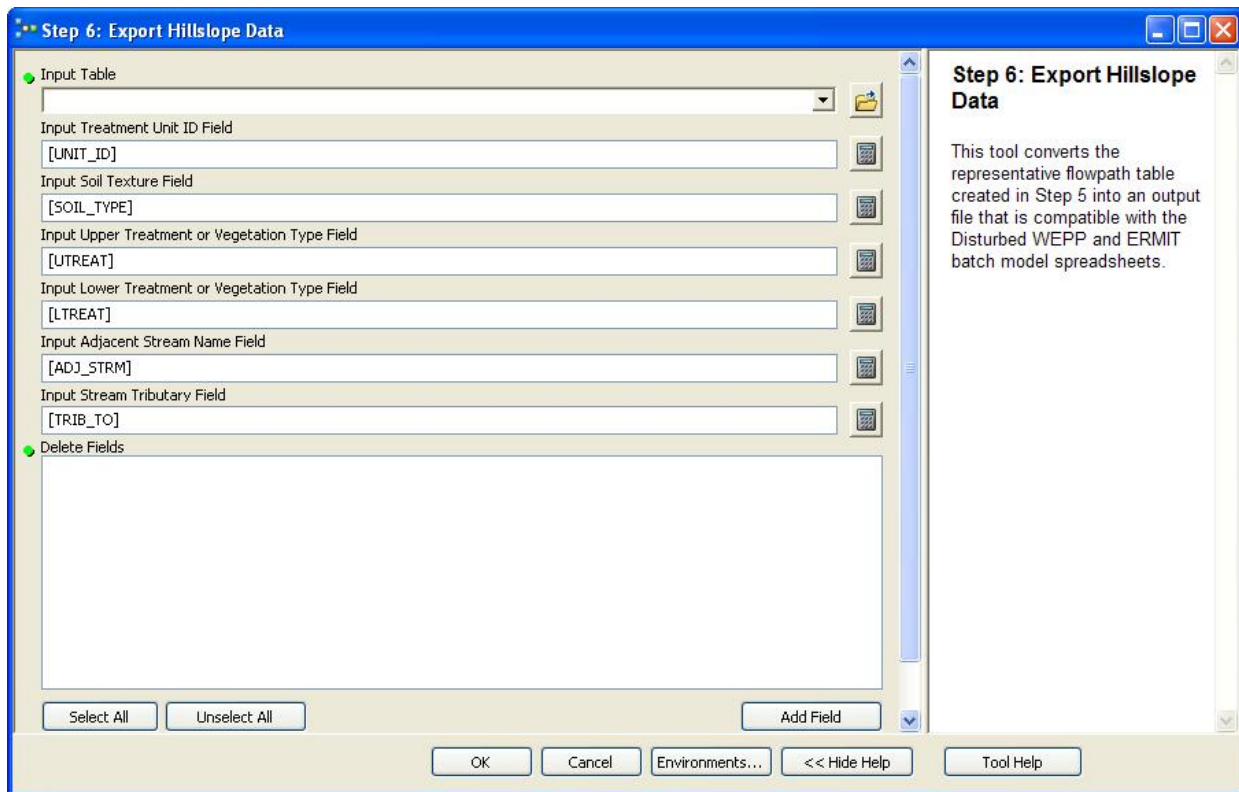 Step 6: Export Hillslope Data
Input Table
Input Treatment Unit ID Field
[UNIT_ID]
Input Soil Texture Field
[SOIL_TYPE]
Input Upper Treatment or Vegetation Type Field
[UTREAT]
Input Lower Treatment or Vegetation Type Field
[LTREAT]
Input Adjacent Stream Name Field
[ADJ_STRM]
Input Stream Tributary Field
[TRIB_TO]
Delete Fields
Select All
Unselect All
Add Field
Step 6: Export Hillslope
Data
This tool converts the
representative flowpath table
created in Step 5 into an output
file that is compatible with the
Disturbed WEPP and ERMIT
batch model spreadsheets.
OK
Cancel
Environments...
<< Hide Help
Tool Help